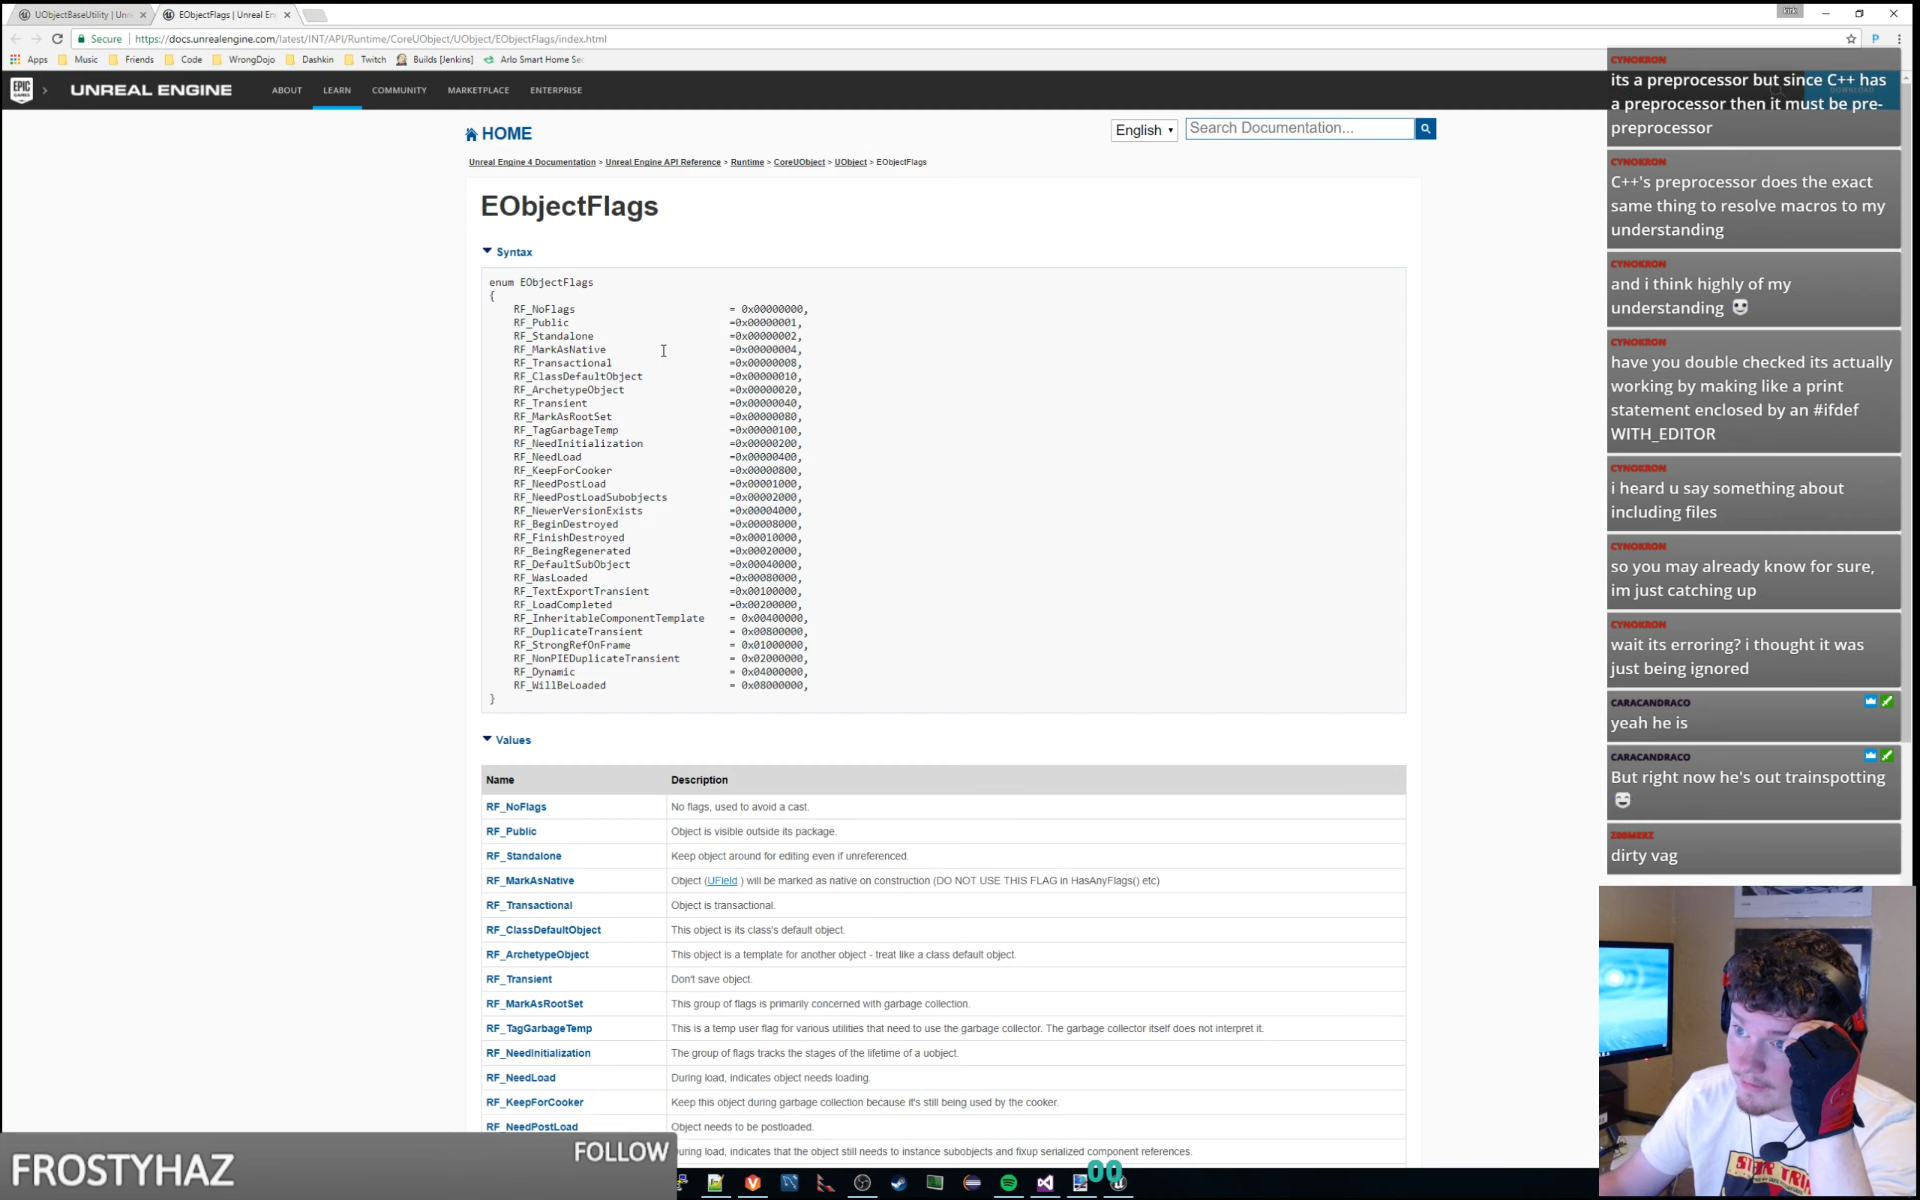 UObjectBaseUtility | Unr
EObjectFlags | Unreal En
Secure
https://docs.unrealengine.com/latest/INT/API/Runtime/CoreUObject/UObject/EObjectFlags/index.html
Apps Music Friends Code WrongDojo Dashkin Twitch Builds [Jenkins] Arlo Smart Home Sec
EPIC GAMES
UNREAL ENGINE
ABOUT LEARN COMMUNITY MARKETPLACE ENTERPRISE
HOME
English
Search Documentation...
Unreal Engine 4 Documentation > Unreal Engine API Reference > Runtime > CoreUObject > UObject > EObjectFlags
EObjectFlags
Syntax
enum EObjectFlags
{
RF_NoFlags = 0x00000000,
RF_Public =0x00000001,
RF_Standalone =0x00000002,
RF_MarkAsNative =0x00000004,
RF_Transactional =0x00000008,
RF_ClassDefaultObject =0x00000010,
RF_ArchetypeObject =0x00000020,
RF_Transient =0x00000040,
RF_MarkAsRootSet =0x00000080,
RF_TagGarbageTemp =0x00000100,
RF_NeedInitialization =0x00000200,
RF_NeedLoad =0x00000400,
RF_KeepForCooker =0x00000800,
RF_NeedPostLoad =0x00001000,
RF_NeedPostLoadSubobjects =0x00002000,
RF_NewerVersionExists =0x00004000,
RF_BeginDestroyed =0x00008000,
RF_FinishDestroyed =0x00010000,
RF_BeingRegenerated =0x00020000,
RF_DefaultSubObject =0x00040000,
RF_WasLoaded =0x00080000,
RF_TextExportTransient =0x00100000,
RF_LoadCompleted =0x00200000,
RF_InheritableComponentTemplate = 0x00400000,
RF_DuplicateTransient = 0x00800000,
RF_StrongRefOnFrame = 0x01000000,
RF_NonPIEDuplicateTransient = 0x02000000,
RF_Dynamic = 0x04000000,
RF_WillBeLoaded = 0x08000000,
}
Values
Name Description
RF_NoFlags No flags, used to avoid a cast.
RF_Public Object is visible outside its package.
RF_Standalone Keep object around for editing even if unreferenced.
RF_MarkAsNative Object (UField ) will be marked as native on construction (DO NOT USE THIS FLAG in HasAnyFlags() etc)
RF_Transactional Object is transactional.
RF_ClassDefaultObject This object is its class's default object.
RF_ArchetypeObject This object is a template for another object - treat like a class default object.
RF_Transient Don't save object.
RF_MarkAsRootSet This group of flags is primarily concerned with garbage collection.
RF_TagGarbageTemp This is a temp user flag for various utilities that need to use the garbage collector. The garbage collector itself does not interpret it.
RF_NeedInitialization The group of flags tracks the stages of the lifetime of a uobject.
RF_NeedLoad During load, indicates object needs loading.
RF_KeepForCooker Keep this object during garbage collection because it's still being used by the cooker.
RF_NeedPostLoad Object needs to be postloaded.
uring load, indicates that the object still needs to instance subobjects and fixup serialized component references.
CYNOKRON
its a preprocessor but since C++ has
a preprocessor then it must be pre-
preprocessor
CYNOKRON
C++'s preprocessor does the exact
same thing to resolve macros to my
understanding
CYNOKRON
and i think highly of my
understanding
CYNOKRON
have you double checked its actually
working by making like a print
statement enclosed by an #ifdef
WITH_EDITOR
CYNOKRON
i heard u say something about
including files
CYNOKRON
so you may already know for sure,
im just catching up
CYNOKRON
wait its erroring? i thought it was
just being ignored
CARACANDRACO
yeah he is
CARACANDRACO
But right now he's out trainspotting
ZOOMERZ
dirty vag
FROSTYHAZ
FOLLOW
00
STAR TRE